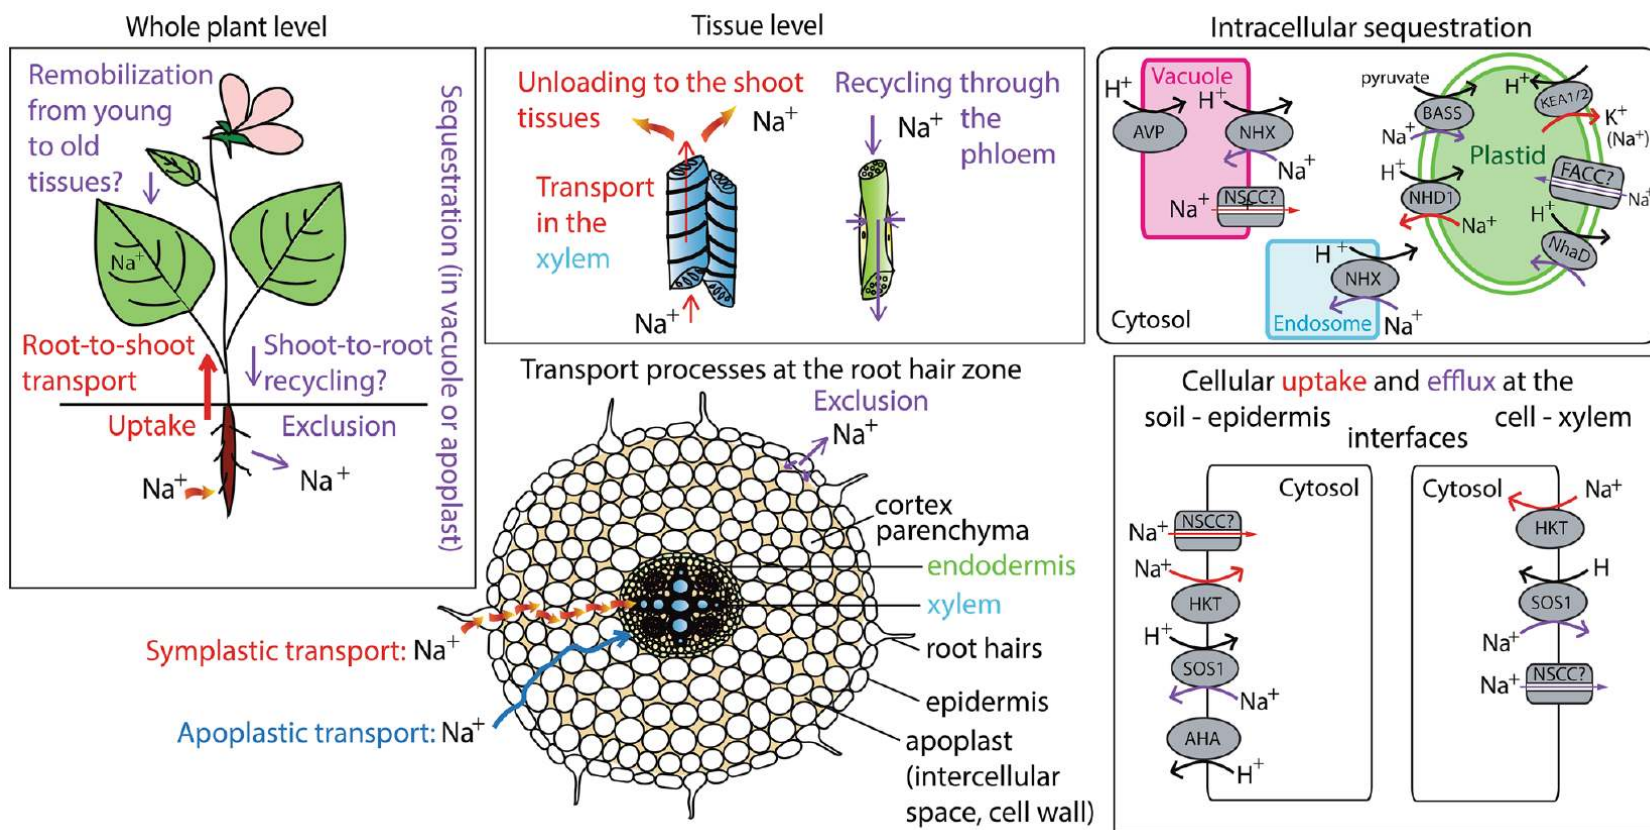 Whole plant level
Remobilization
from young
to old
tissues?
Sequestration (in vacuole or apoplast)
Na⁺
Root-to-shoot
transport
Shoot-to-root
recycling?
Uptake
Exclusion
Na⁺
Na⁺
Tissue level
Unloading to the shoot
tissues
Na⁺
Transport
in the
xylem
Na⁺
Recycling through
the
phloem
Na⁺
Intracellular sequestration
Vacuole
H⁺
AVP
H⁺
NHX
Na⁺
Na⁺
NSCC?
+
H⁺
NHX
Na⁺
Endosome
Cytosol
pyruvate
BASS
Na⁺
H⁺
KEA1/2
K⁺
(Na⁺)
Plastid
H⁺
NHD1
Na⁺
FACC?
Na⁺
H⁺
NhaD
Transport processes at the root hair zone
Exclusion
Na⁺
cortex
parenchyma
endodermis
xylem
root hairs
epidermis
apoplast
(intercellular
space, cell wall)
Symplastic transport: Na⁺
Apoplastic transport: Na⁺
Cellular uptake and efflux at the
soil - epidermis
cell - xylem
interfaces
Cytosol
Na⁺
NSCC?
Na⁺
HKT
H⁺
SOS1
Na⁺
AHA
H⁺
Cytosol
Na⁺
HKT
H
SOS1
Na⁺
Na⁺
NSCC?